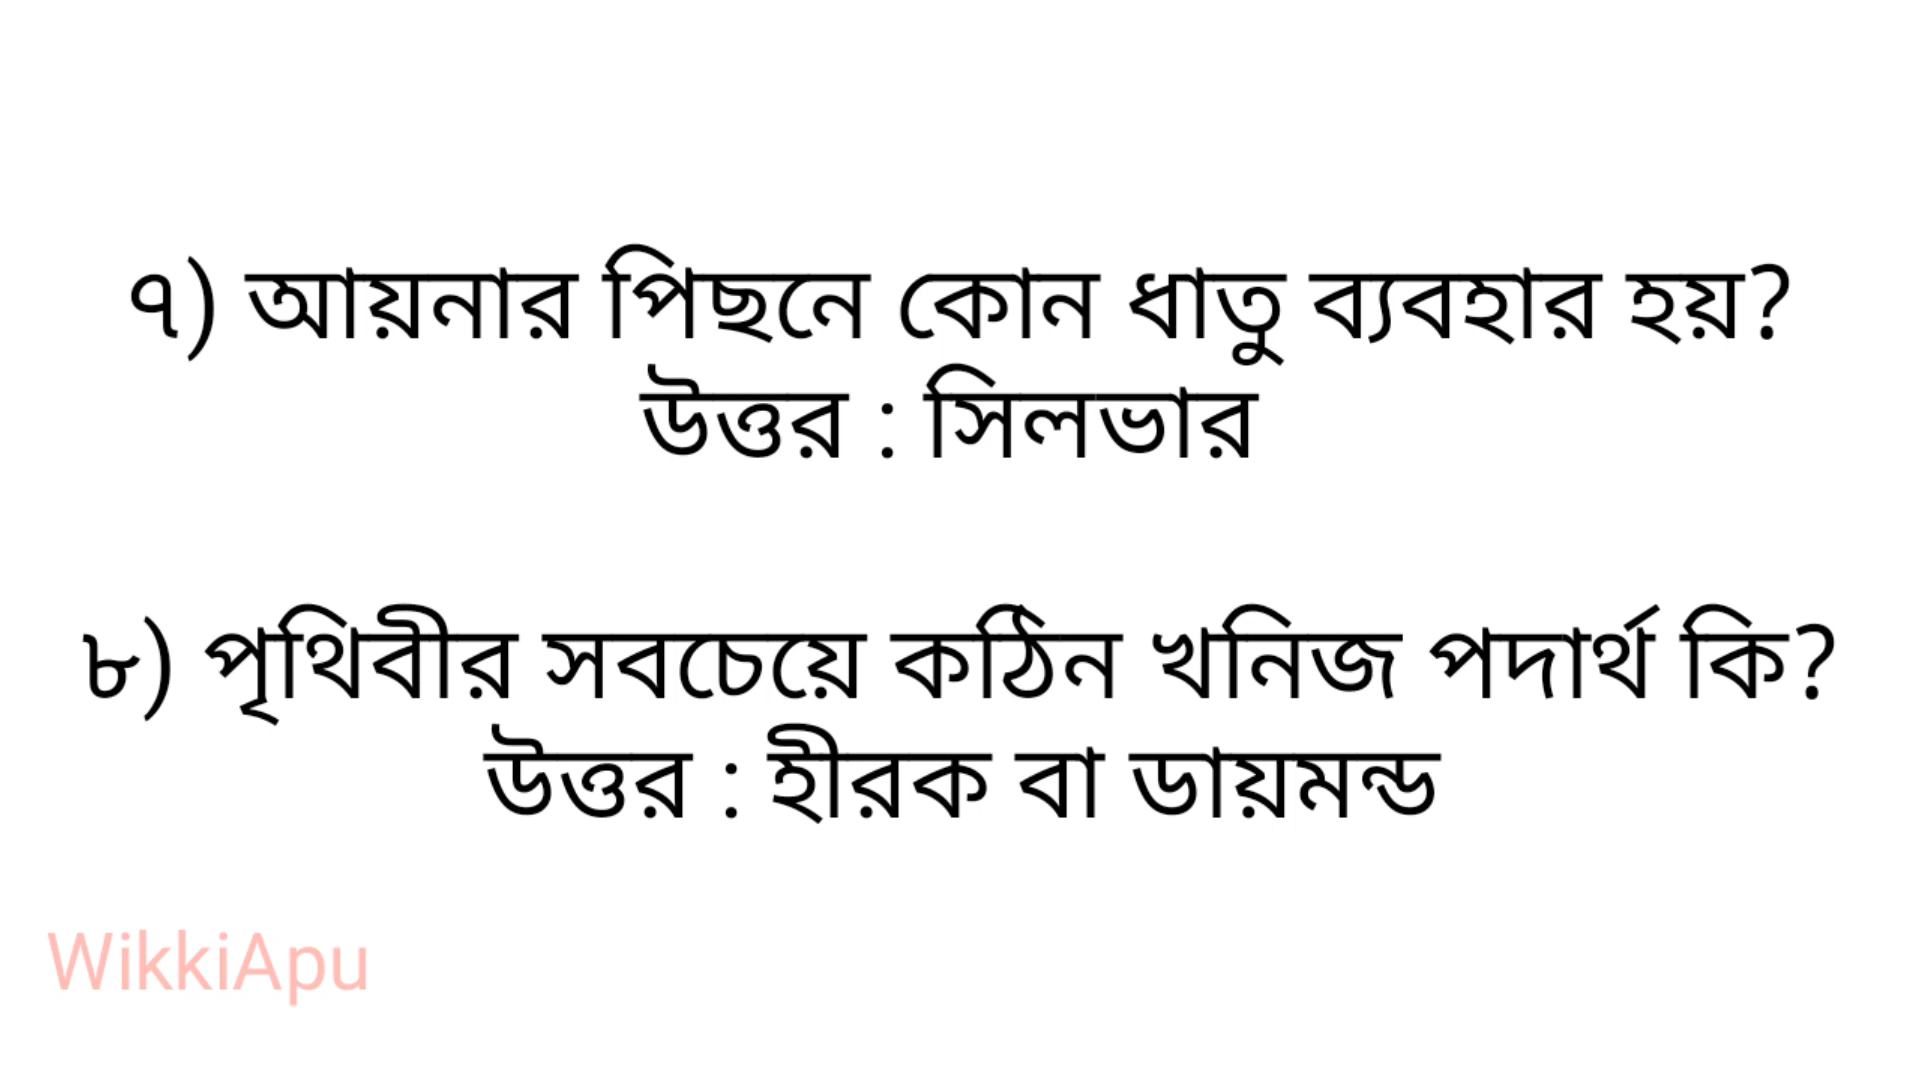 ৭) আয়নার পিছনে কোন ধাতু ব্যবহার হয়?
উত্তর : সিলভার
৮) পৃথিবীর সবচেয়ে কঠিন খনিজ পদার্থ কি?
উত্তর : হীরক বা ডায়মন্ড
WikkiApu